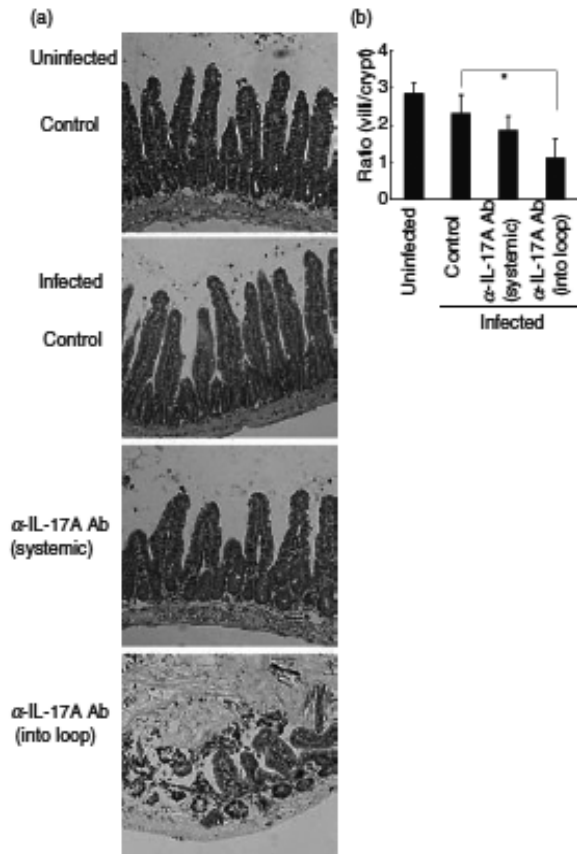 (a)
Uninfected
Control
Infected
Control
α-IL-17A Ab
(systemic)
α-IL-17A Ab
(into loop)
(b)
Ratio (villi/crypt)
4
3
2
1
0
*
Uninfected
Control
α-IL-17A Ab
(systemic)
α-IL-17A Ab
(into loop)
Infected